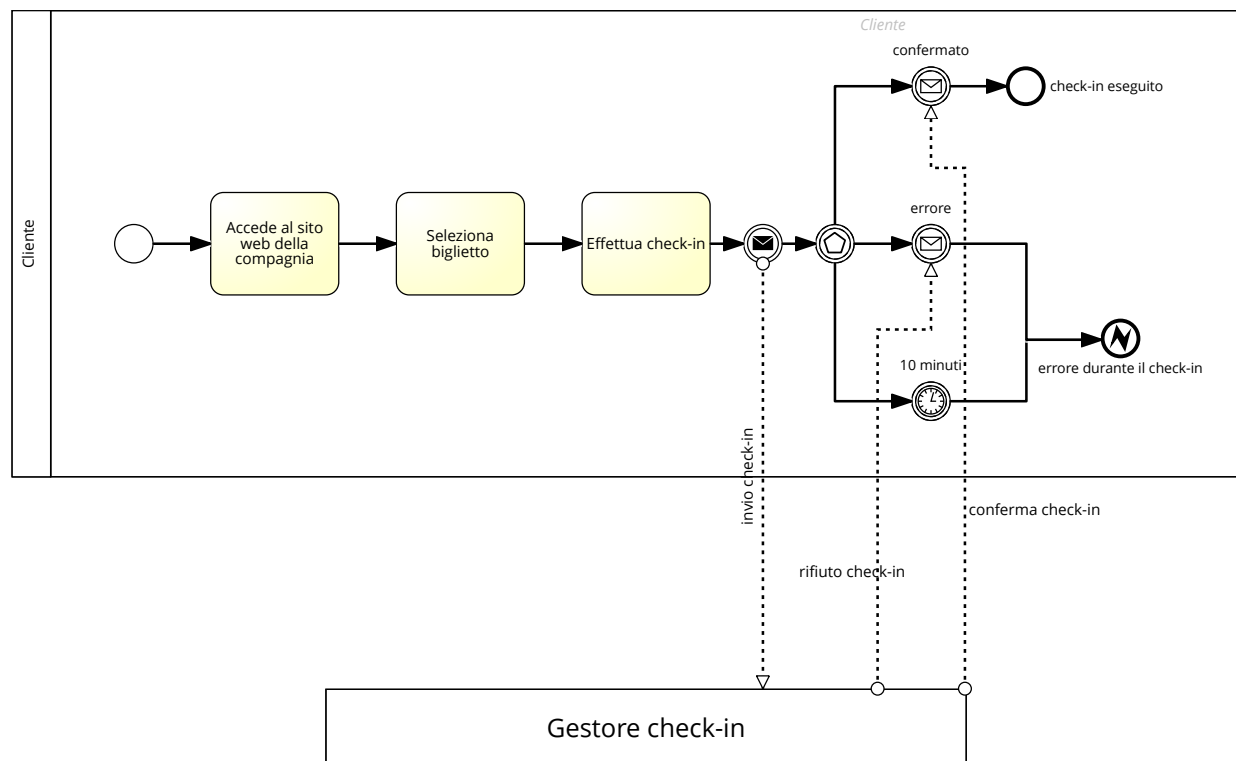 Cliente
confermato
check-in eseguito
Cliente
Accede al sito
web della
compagnia
Seleziona
biglietto
Effettua check-in
errore
10 minuti
errore durante il check-in
invio check-in
conferma check-in
rifiuto check-in
Gestore check-in